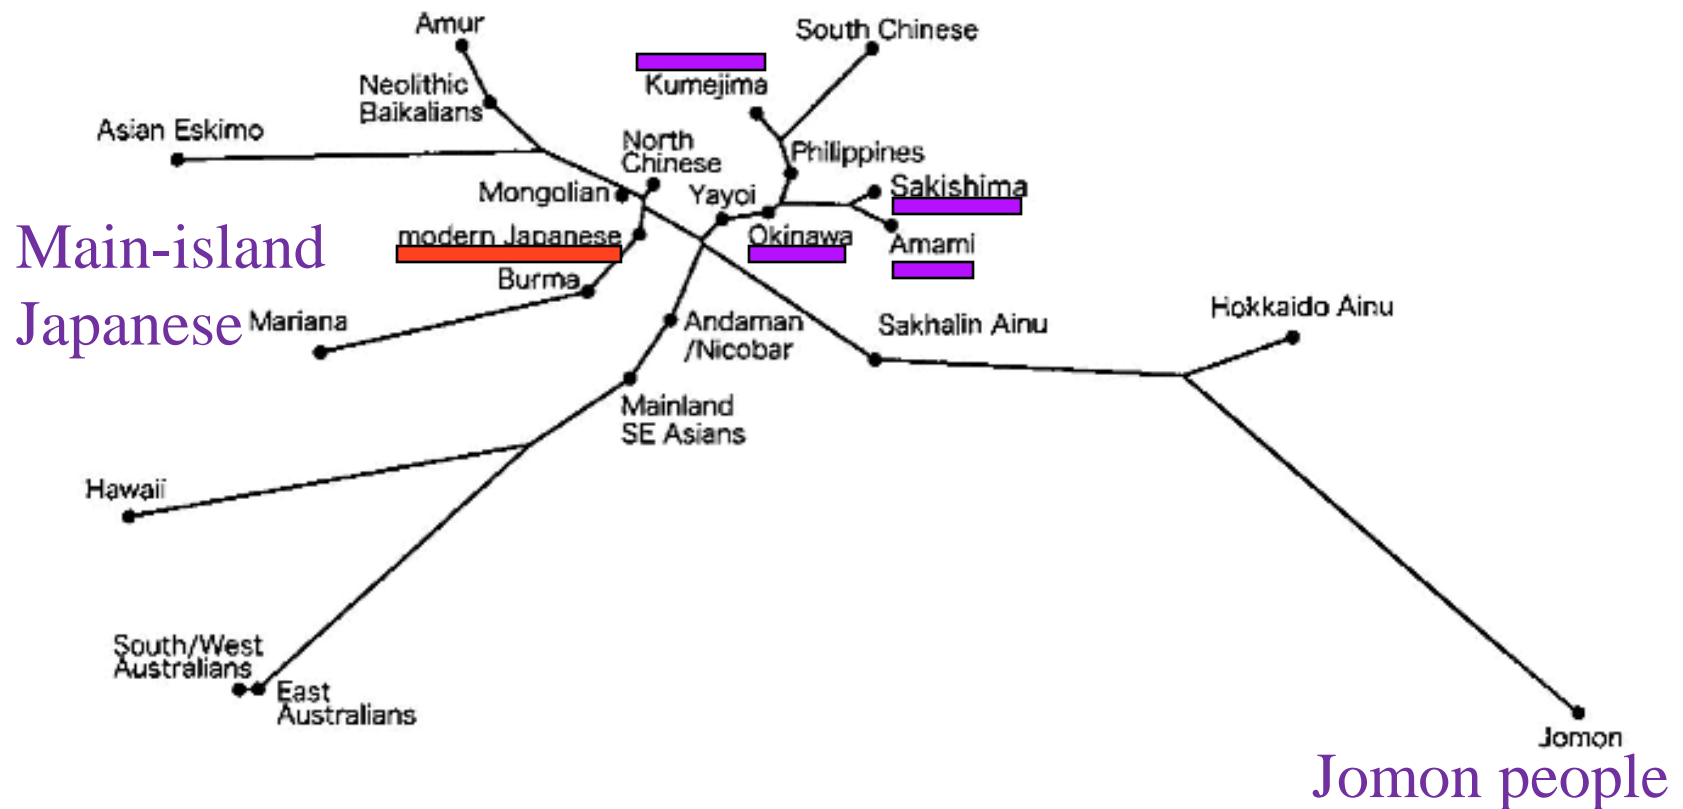 Amur
South Chinese
Neolithic
Baikalians
Kumejima
Asian Eskimo
North
Chinese
Philippines
Mongolian
Yayoi
Sakishima
modern Japanese
Okinawa
Amami
Main-island
Japanese
Burma
Mariana
Andaman
/Nicobar
Sakhalin Ainu
Hokkaido Ainu
Mainland
SE Asians
Hawaii
South/West
Australians
East
Australians
Jomon
Jomon people